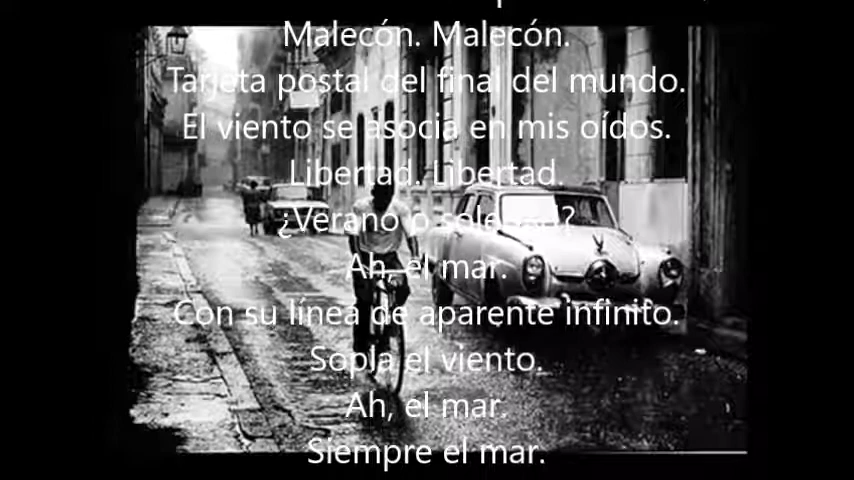 Malecón. Malecón.
Tarjeta postal del final del mundo.
El viento se asocia en mis oídos.
Libertad. Libertad.
¿Verano o soledad?
Ah, el mar.
Con su línea de aparente infinito.
Sopla el viento.
Ah, el mar.
Siempre el mar.